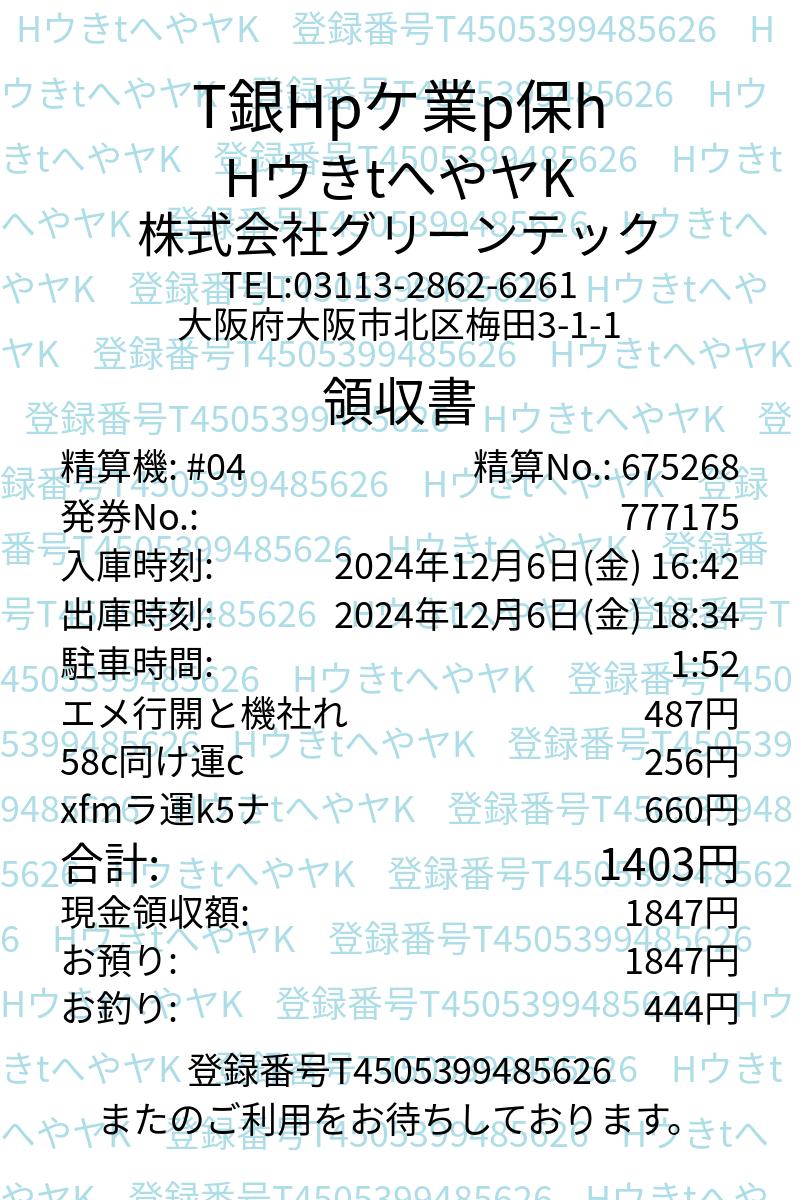 T銀Hpケ業p保h
HウきtへやヤK
株式会社グリーンテック
TEL:03113-2862-6261
大阪府大阪市北区梅田3-1-1
領収書
精算機: #04 精算No.: 675268
発券No.: 777175
入庫時刻: 2024年12月6日(金) 16:42
出庫時刻: 2024年12月6日(金) 18:34
駐車時間: 1:52
エメ行開と機社れ 487円
58c同け運c 256円
xfmラ運k5ナ 660円
合計: 1403円
現金領収額: 1847円
お預り: 1847円
お釣り: 444円
登録番号T4505399485626
またのご利用をお待ちしております。